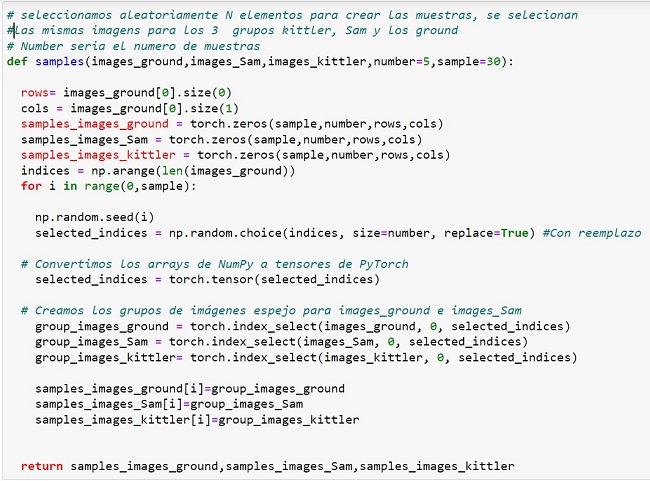 # seleccionamos aleatoriamente N elementos para crear las muestras, se selecionan
#las mismas imagens para los 3  grupos kittler, Sam y los ground
# Number seria el numero de muestras
def samples(images_ground,images_Sam,images_kittler,number=5,sample=30):
rows= images_ground[0].size(0)
cols = images_ground[0].size(1)
samples_images_ground = torch.zeros(sample,number,rows,cols)
samples_images_Sam = torch.zeros(sample,number,rows,cols)
samples_images_kittler = torch.zeros(sample,number,rows,cols)
indices = np.arange(len(images_ground))
for i in range(0,sample):
np.random.seed(i)
selected_indices = np.random.choice(indices, size=number, replace=True) #Con reemplazo
# Convertimos los arrays de NumPy a tensores de PyTorch
selected_indices = torch.tensor(selected_indices)
# Creamos los grupos de imágenes espejo para images_ground e images_Sam
group_images_ground = torch.index_select(images_ground, 0, selected_indices)
group_images_Sam = torch.index_select(images_Sam, 0, selected_indices)
group_images_kittler= torch.index_select(images_kittler, 0, selected_indices)
samples_images_ground[i]=group_images_ground
samples_images_Sam[i]=group_images_Sam
samples_images_kittler[i]=group_images_kittler
return samples_images_ground,samples_images_Sam,samples_images_kittler